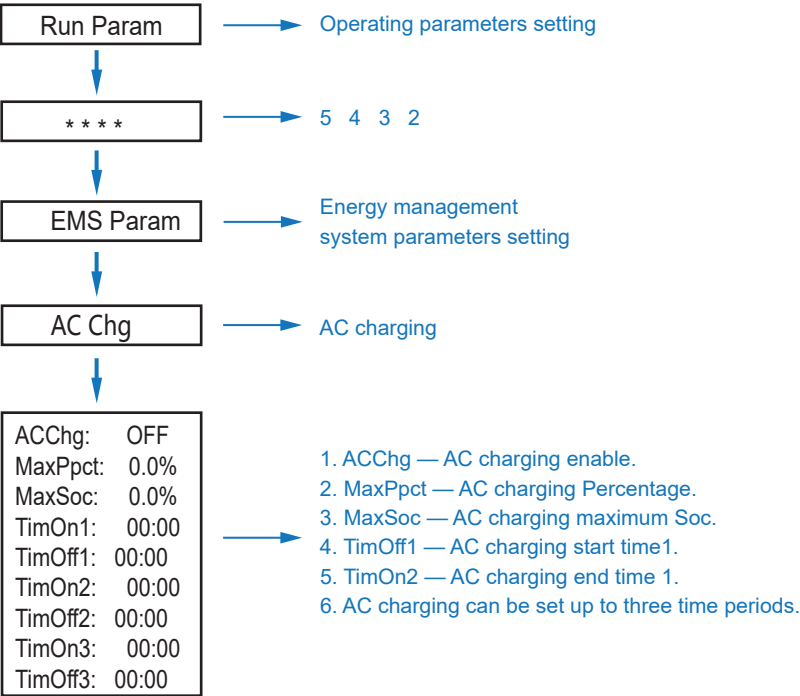 Run Param
Operating parameters setting
* * * *
5 4 3 2
EMS Param
Energy management
system parameters setting
AC Chg
AC charging
ACChg: OFF
MaxPpct: 0.0%
MaxSoc: 0.0%
TimOn1: 00:00
TimOff1: 00:00
TimOn2: 00:00
TimOff2: 00:00
TimOn3: 00:00
TimOff3: 00:00
1. ACChg — AC charging enable.
2. MaxPpct — AC charging Percentage.
3. MaxSoc — AC charging maximum Soc.
4. TimOff1 — AC charging start time1.
5. TimOn2 — AC charging end time 1.
6. AC charging can be set up to three time periods.